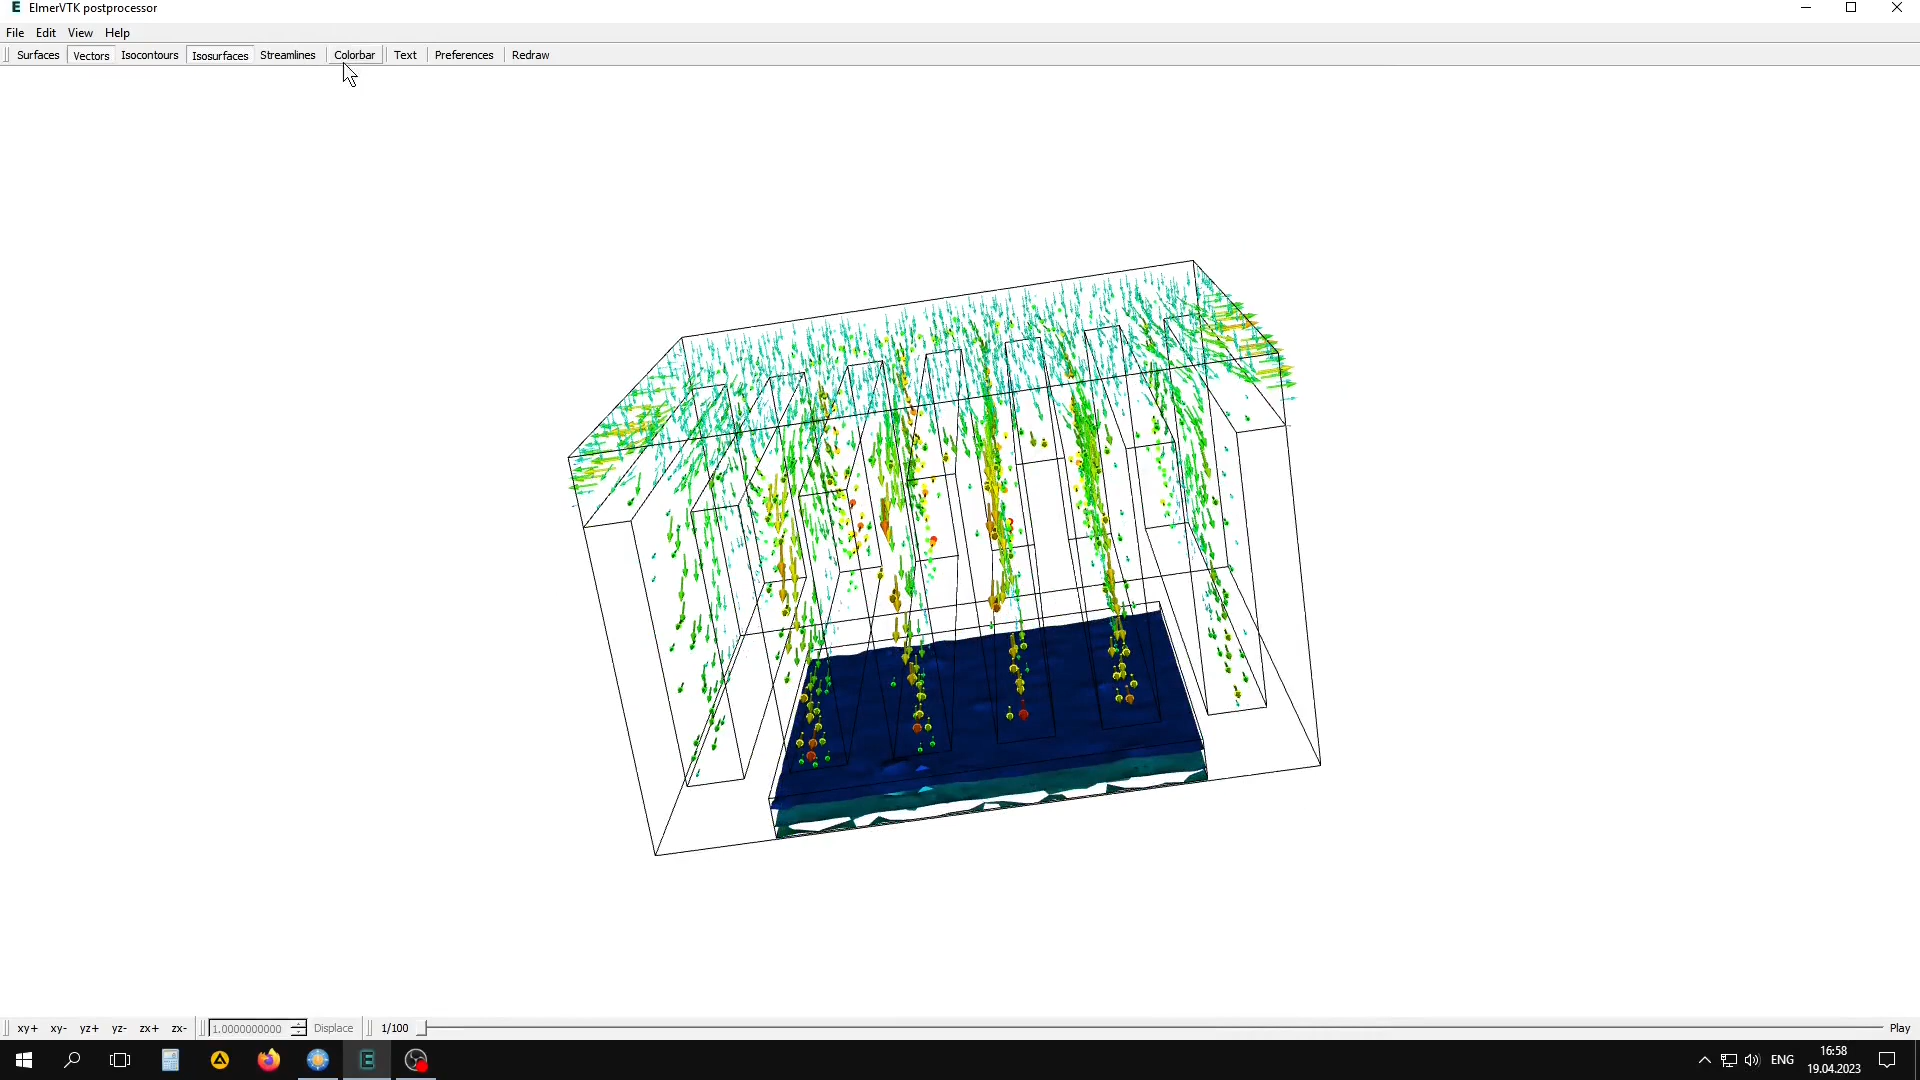 ElmerVTK postprocessor
File Edit View Help
Surfaces Vectors Isocontours Isosurfaces Streamlines Colorbar Text Preferences Redraw
xy+ xy- yz+ yz- zx+ zx- 1.0000000000 Displace 1/100 Play
E ENG 16:58
19.04.2023